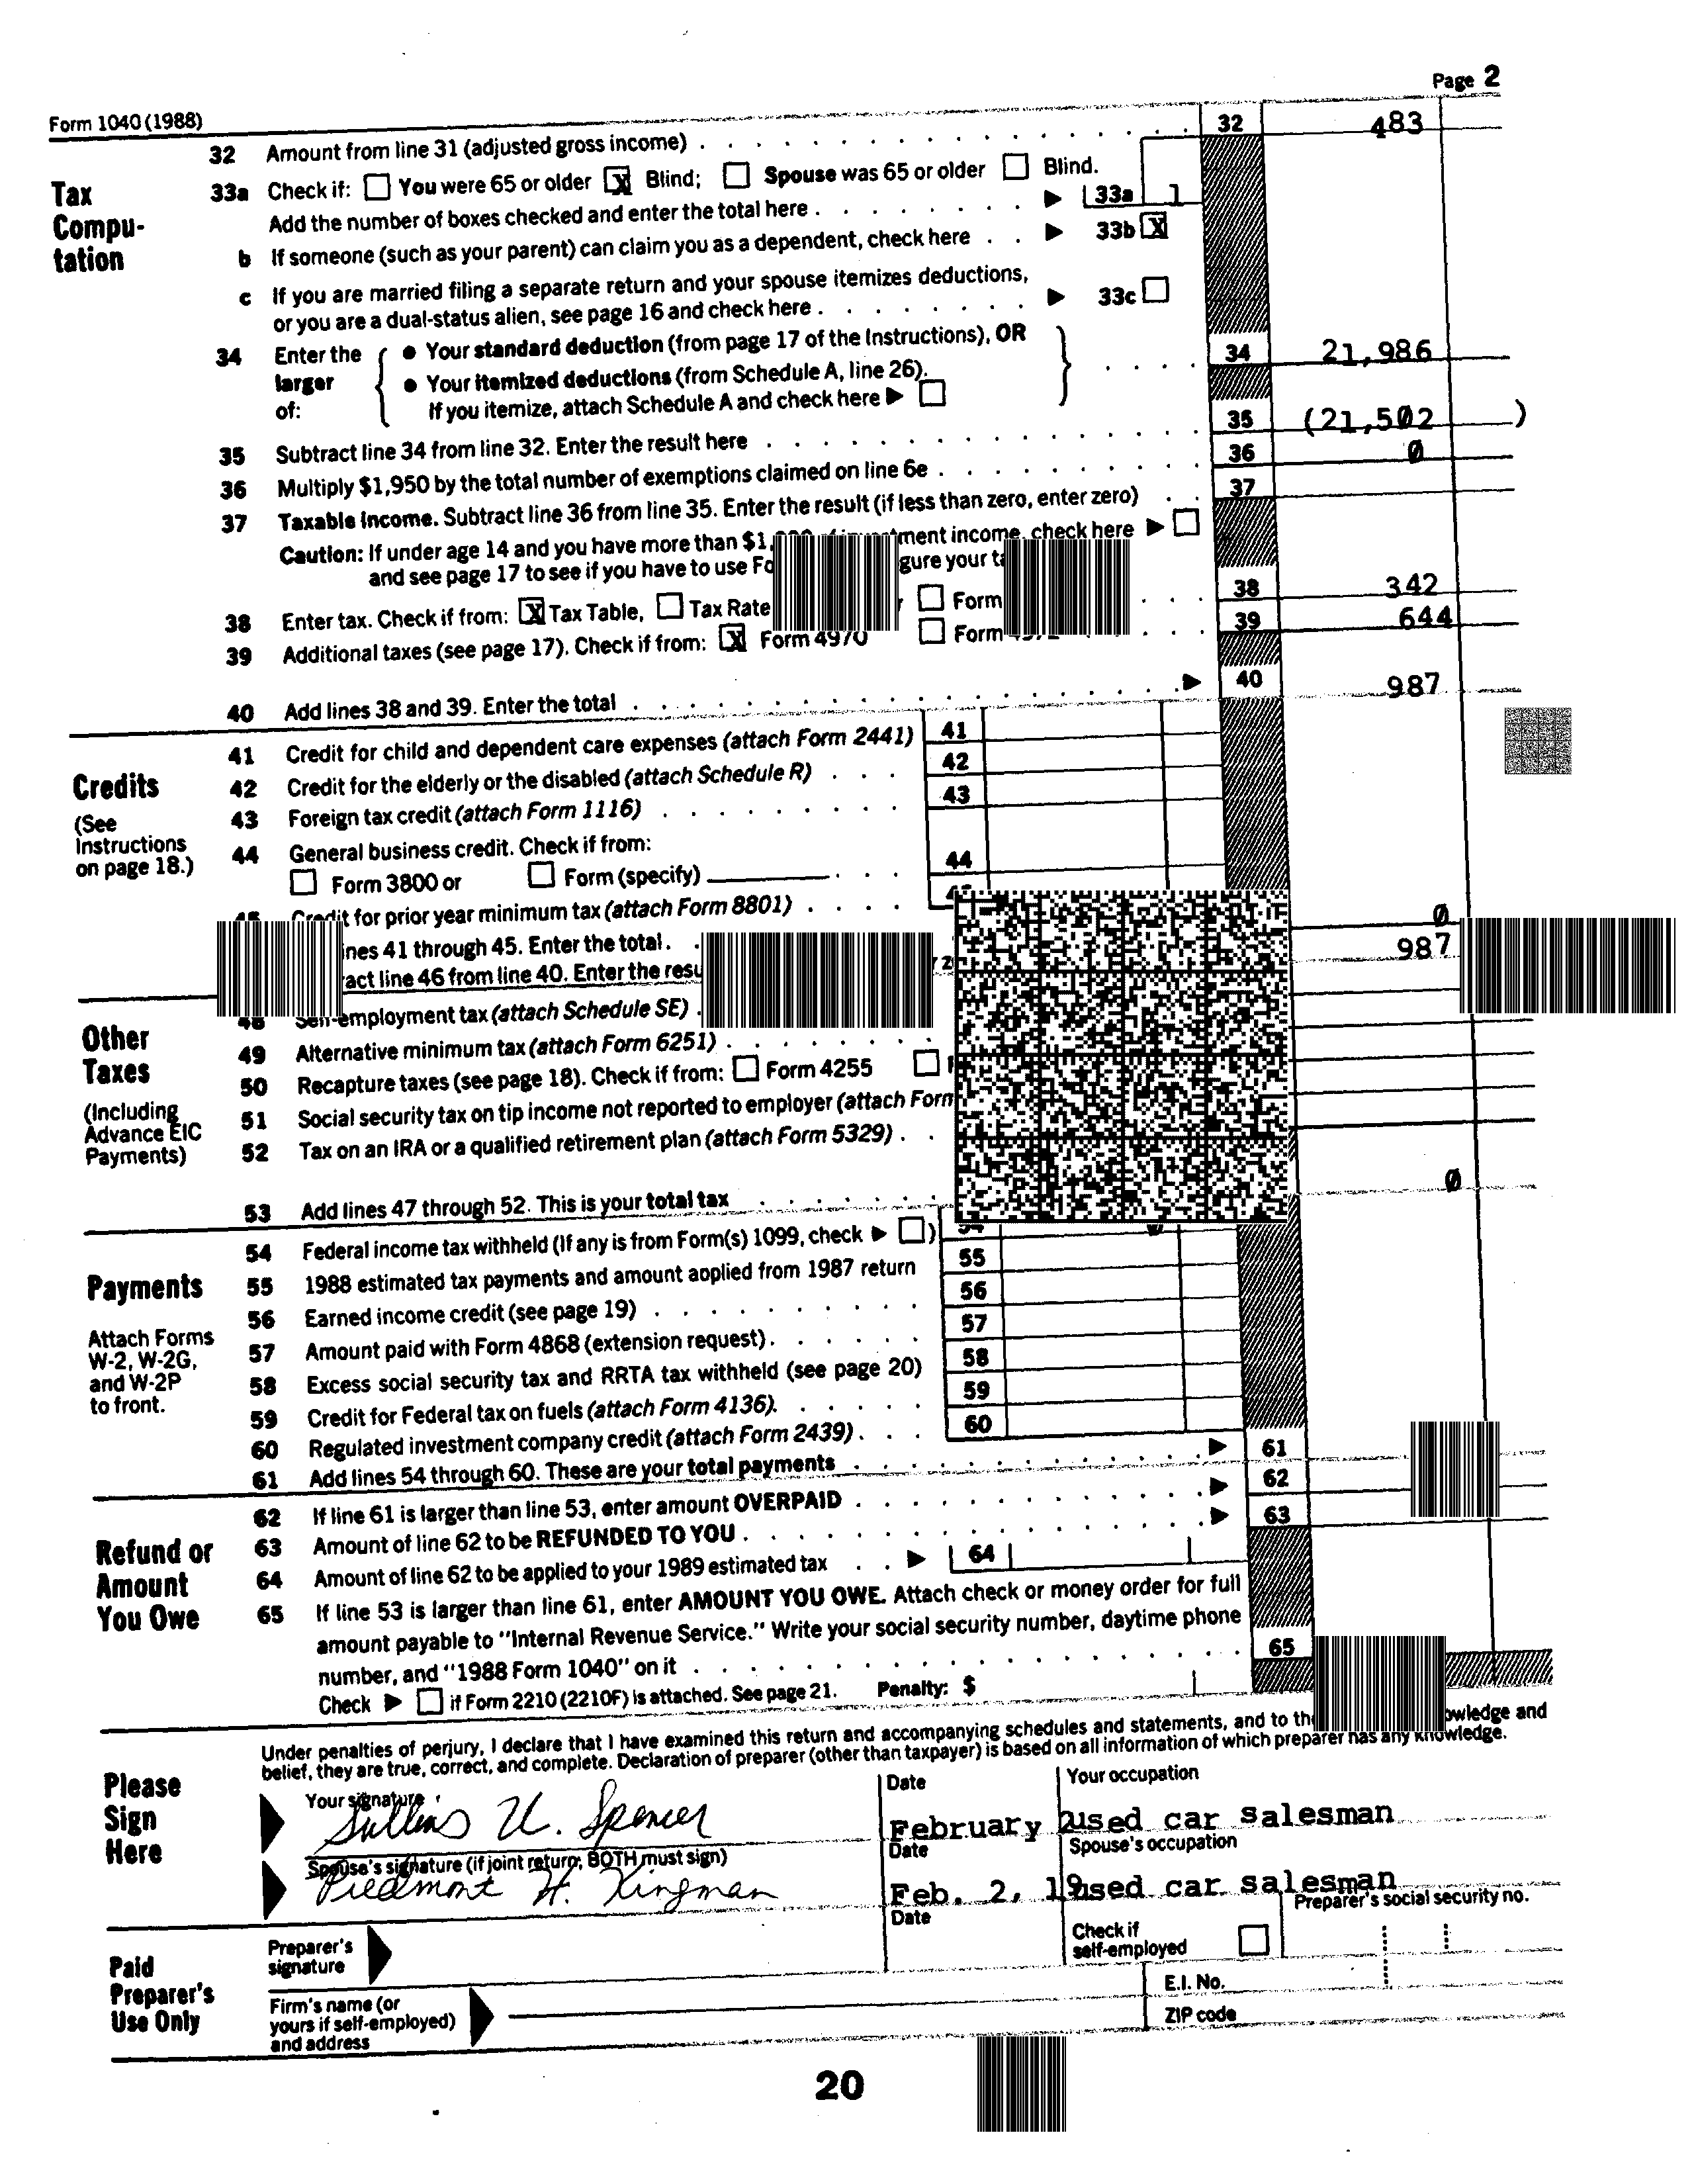 Page 2
Form 1040 (1988)
32 Amount from line 31 (adjusted gross income) 32 483
Tax Compu-tation
33a Check if: You were 65 or older X Blind; Spouse was 65 or older Blind.
Add the number of boxes checked and enter the total here 33a 1
b If someone (such as your parent) can claim you as a dependent, check here 33b X
c If you are married filing a separate return and your spouse itemizes deductions,
or you are a dual-status alien, see page 16 and check here 33c
34 Enter the larger of: • Your standard deduction (from page 17 of the Instructions), OR 34 21,986
• Your itemized deductions (from Schedule A, line 26).
If you itemize, attach Schedule A and check here
35 Subtract line 34 from line 32. Enter the result here 35 (21,502 )
36 Multiply $1,950 by the total number of exemptions claimed on line 6e 36 0
37 Taxable income. Subtract line 36 from line 35. Enter the result (if less than zero, enter zero) 37
Caution: If under age 14 and you have more than income, check here
and see page 17 to see if you have to use your
38 Enter tax. Check if from: X Tax Table, Tax Rate Form 38 342
39 Additional taxes (see page 17). Check if from: X Form 4970 Form 39 644
40 Add lines 38 and 39. Enter the total 40 987
Credits
(See Instructions on page 18.)
41 Credit for child and dependent care expenses (attach Form 2441) 41
42 Credit for the elderly or the disabled (attach Schedule R) 42
43 Foreign tax credit (attach Form 1116) 43
44 General business credit. Check if from:
Form 3800 or Form (specify) 44
45 Credit for prior year minimum tax (attach Form 8801)
41 through 45. Enter the total. 0
line 46 from line 40. Enter the 987
Other Taxes
(Including Advance EIC Payments)
48 Self-employment tax (attach Schedule SE)
49 Alternative minimum tax (attach Form 6251)
50 Recapture taxes (see page 18). Check if from: Form 4255
51 Social security tax on tip income not reported to employer (attach Form
52 Tax on an IRA or a qualified retirement plan (attach Form 5329)
53 Add lines 47 through 52. This is your total tax 0
Payments
Attach Forms W-2, W-2G, and W-2P to front.
54 Federal income tax withheld (If any is from Form(s) 1099, check ) 54
55 1988 estimated tax payments and amount applied from 1987 return 55
56 Earned income credit (see page 19) 56
57 Amount paid with Form 4868 (extension request) 57
58 Excess social security tax and RRTA tax withheld (see page 20) 58
59 Credit for Federal tax on fuels (attach Form 4136) 59
60 Regulated investment company credit (attach Form 2439) 60
61 Add lines 54 through 60. These are your total payments 61
Refund or Amount You Owe
62 If line 61 is larger than line 53, enter amount OVERPAID 62
63 Amount of line 62 to be REFUNDED TO YOU 63
64 Amount of line 62 to be applied to your 1989 estimated tax 64
65 If line 53 is larger than line 61, enter AMOUNT YOU OWE. Attach check or money order for full
amount payable to "Internal Revenue Service." Write your social security number, daytime phone
number, and "1988 Form 1040" on it 65
Check if Form 2210 (2210F) is attached. See page 21. Penalty: $
Please Sign Here
Under penalties of perjury, I declare that I have examined this return and accompanying schedules and statements, and to knowledge and
belief, they are true, correct, and complete. Declaration of preparer (other than taxpayer) is based on all information of which preparer has any knowledge.
Your signature Date Your occupation
Sullins U. Spencer February 2 used car salesman
Spouse's signature (if joint return, BOTH must sign) Date Spouse's occupation
Piedmont H. Kingman Feb. 2, 19 used car salesman
Paid Preparer's Use Only
Preparer's signature Date Check if self-employed Preparer's social security no.
Firm's name (or yours if self-employed) and address E.I. No.
ZIP code
20